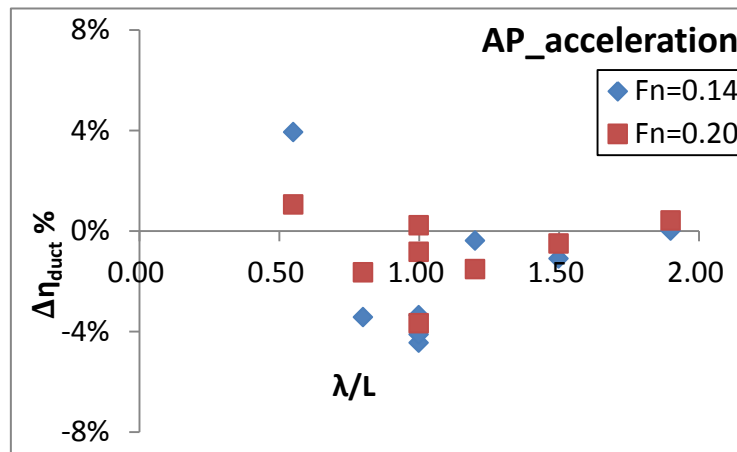 AP_acceleration
Fn=0.14
Fn=0.20
8%
4%
0%
-4%
-8%
Δηduct %
0.00 0.50 1.00 1.50 2.00
λ/L